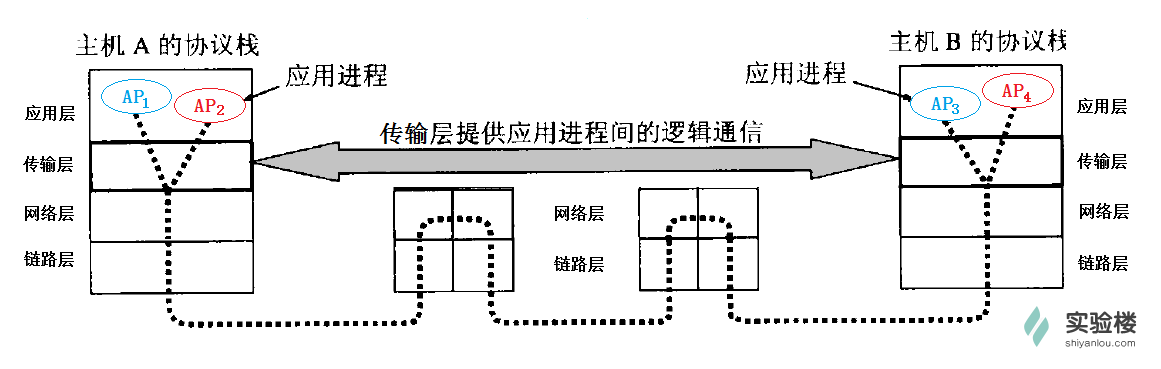 主机 A 的协议栈
主机 B 的协议栈
应用进程
应用进程
AP1
AP2
AP3
AP4
应用层
应用层
传输层提供应用进程间的逻辑通信
传输层
传输层
网络层
网络层
网络层
链路层
链路层
链路层
实验楼
shiyanlou.com